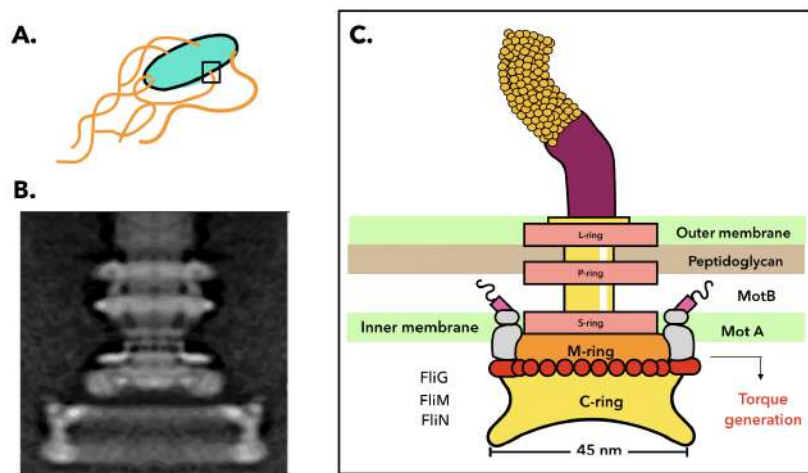 A.
B.
C.
L-ring
Outer membrane
Peptidoglycan
P-ring
MotB
Inner membrane
S-ring
Mot A
M-ring
FliG
FliM
FliN
C-ring
Torque
generation
45 nm